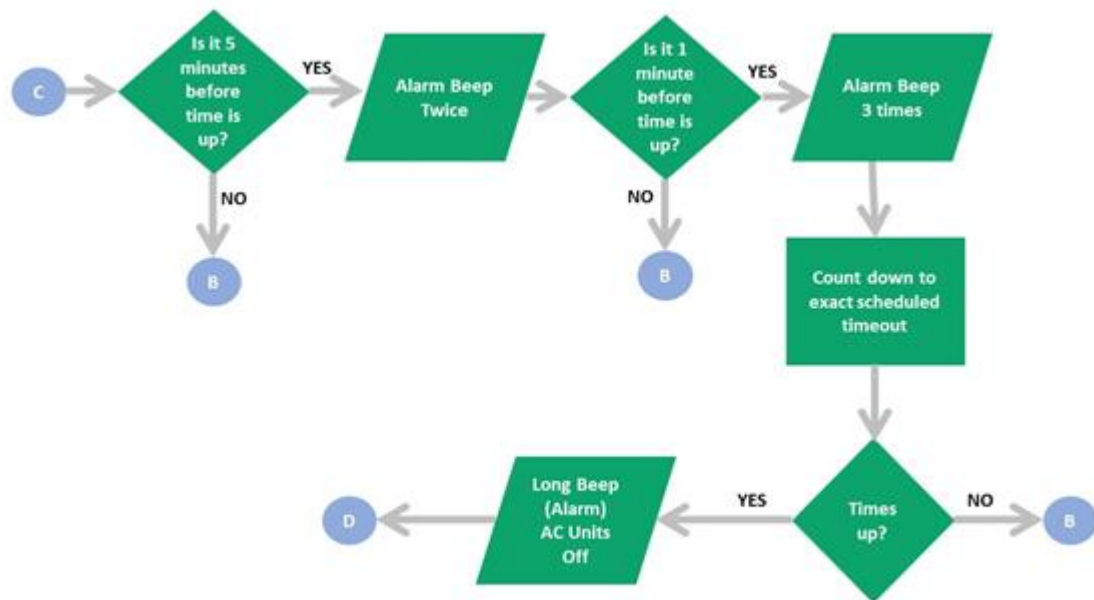 C
Is it 5
minutes
before
time is
up?
YES
Alarm Beep
Twice
Is it 1
minute
before
time is
up?
YES
Alarm Beep
3 times
NO
B
NO
B
Count down to
exact scheduled
timeout
Times
up?
NO
B
YES
Long Beep
(Alarm)
AC Units
Off
D